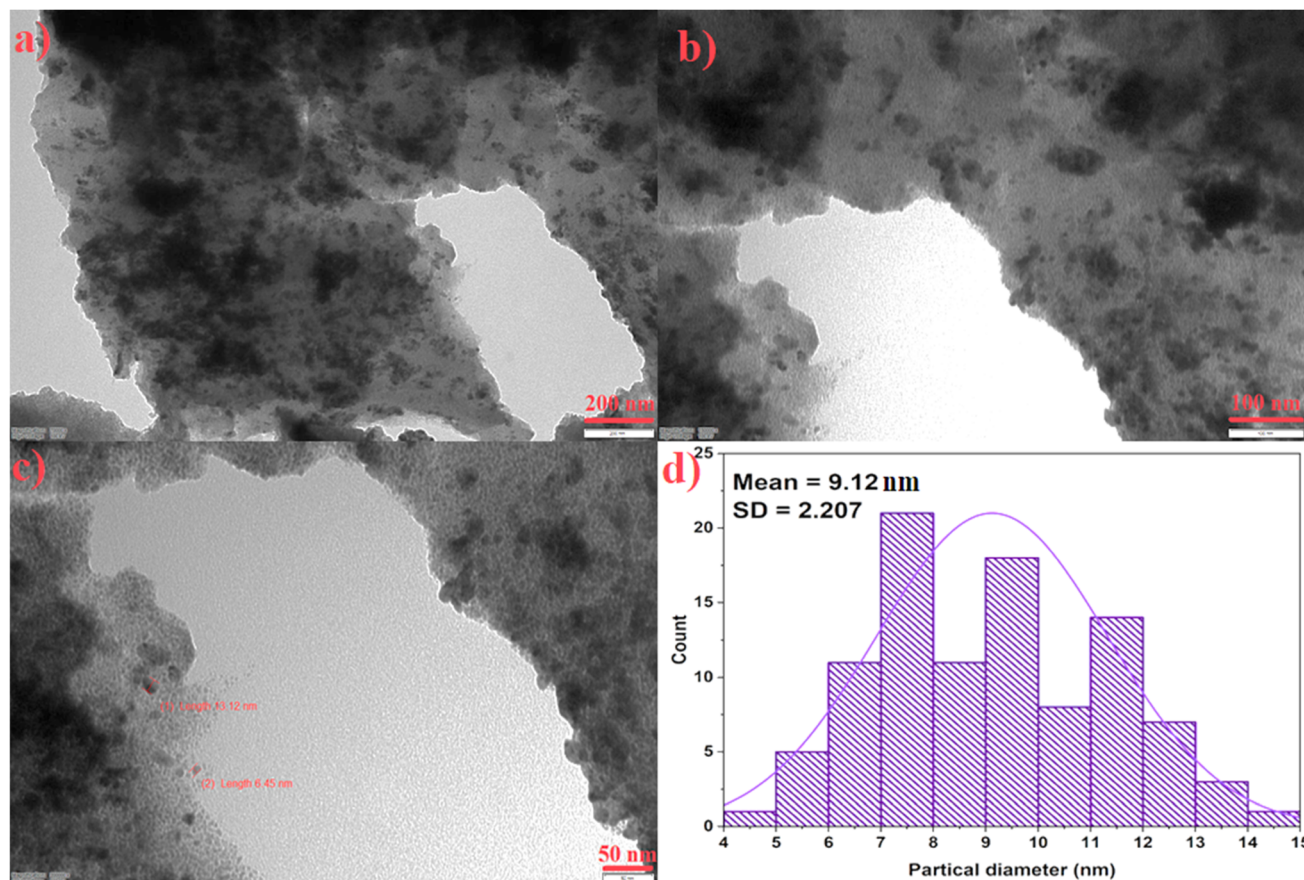 a)
200 nm
b)
100 nm
c)
(1) Length 13.12 nm
(2) Length 6.45 nm
50 nm
d)
Mean = 9.12 nm
SD = 2.207
25
20
15
10
5
0
Count
4 5 6 7 8 9 10 11 12 13 14 15
Partical diameter (nm)